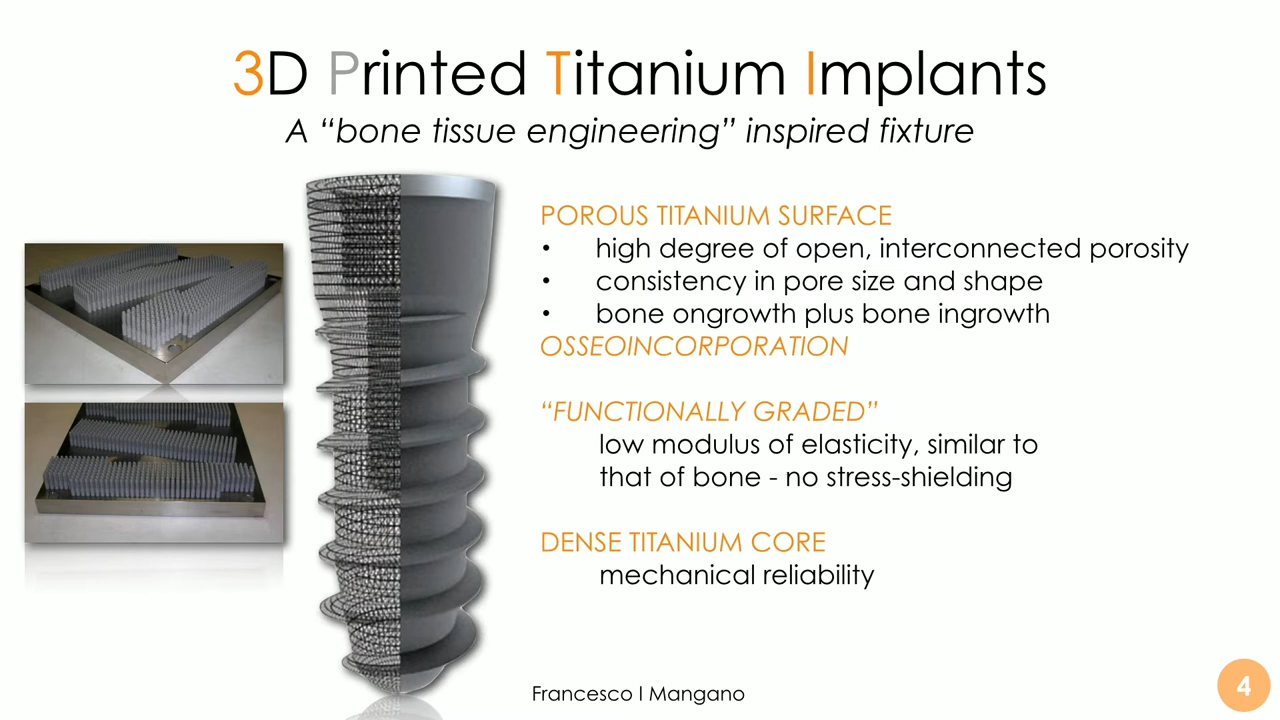 3D Printed Titanium Implants
A “bone tissue engineering” inspired fixture
POROUS TITANIUM SURFACE
• high degree of open, interconnected porosity
• consistency in pore size and shape
• bone ongrowth plus bone ingrowth
OSSEOINCORPORATION
“FUNCTIONALLY GRADED”
low modulus of elasticity, similar to
that of bone - no stress-shielding
DENSE TITANIUM CORE
mechanical reliability
Francesco I Mangano
4